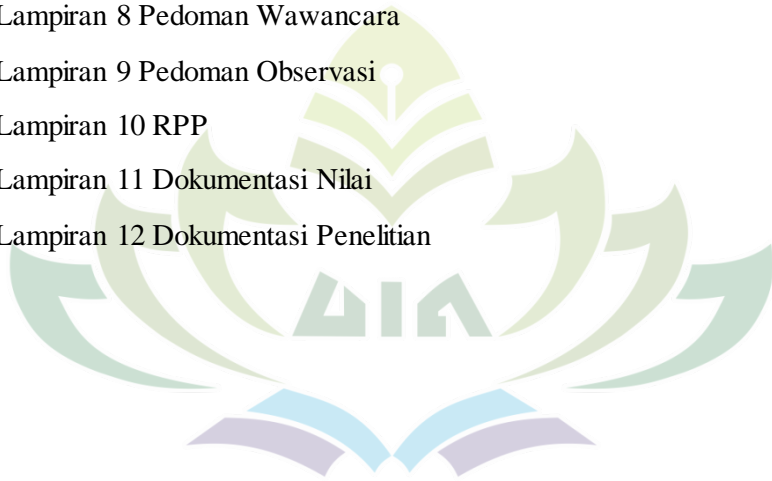 Lampiran 8 Pedoman Wawancara
Lampiran 9 Pedoman Observasi
Lampiran 10 RPP
Lampiran 11 Dokumentasi Nilai
Lampiran 12 Dokumentasi Penelitian
UIN